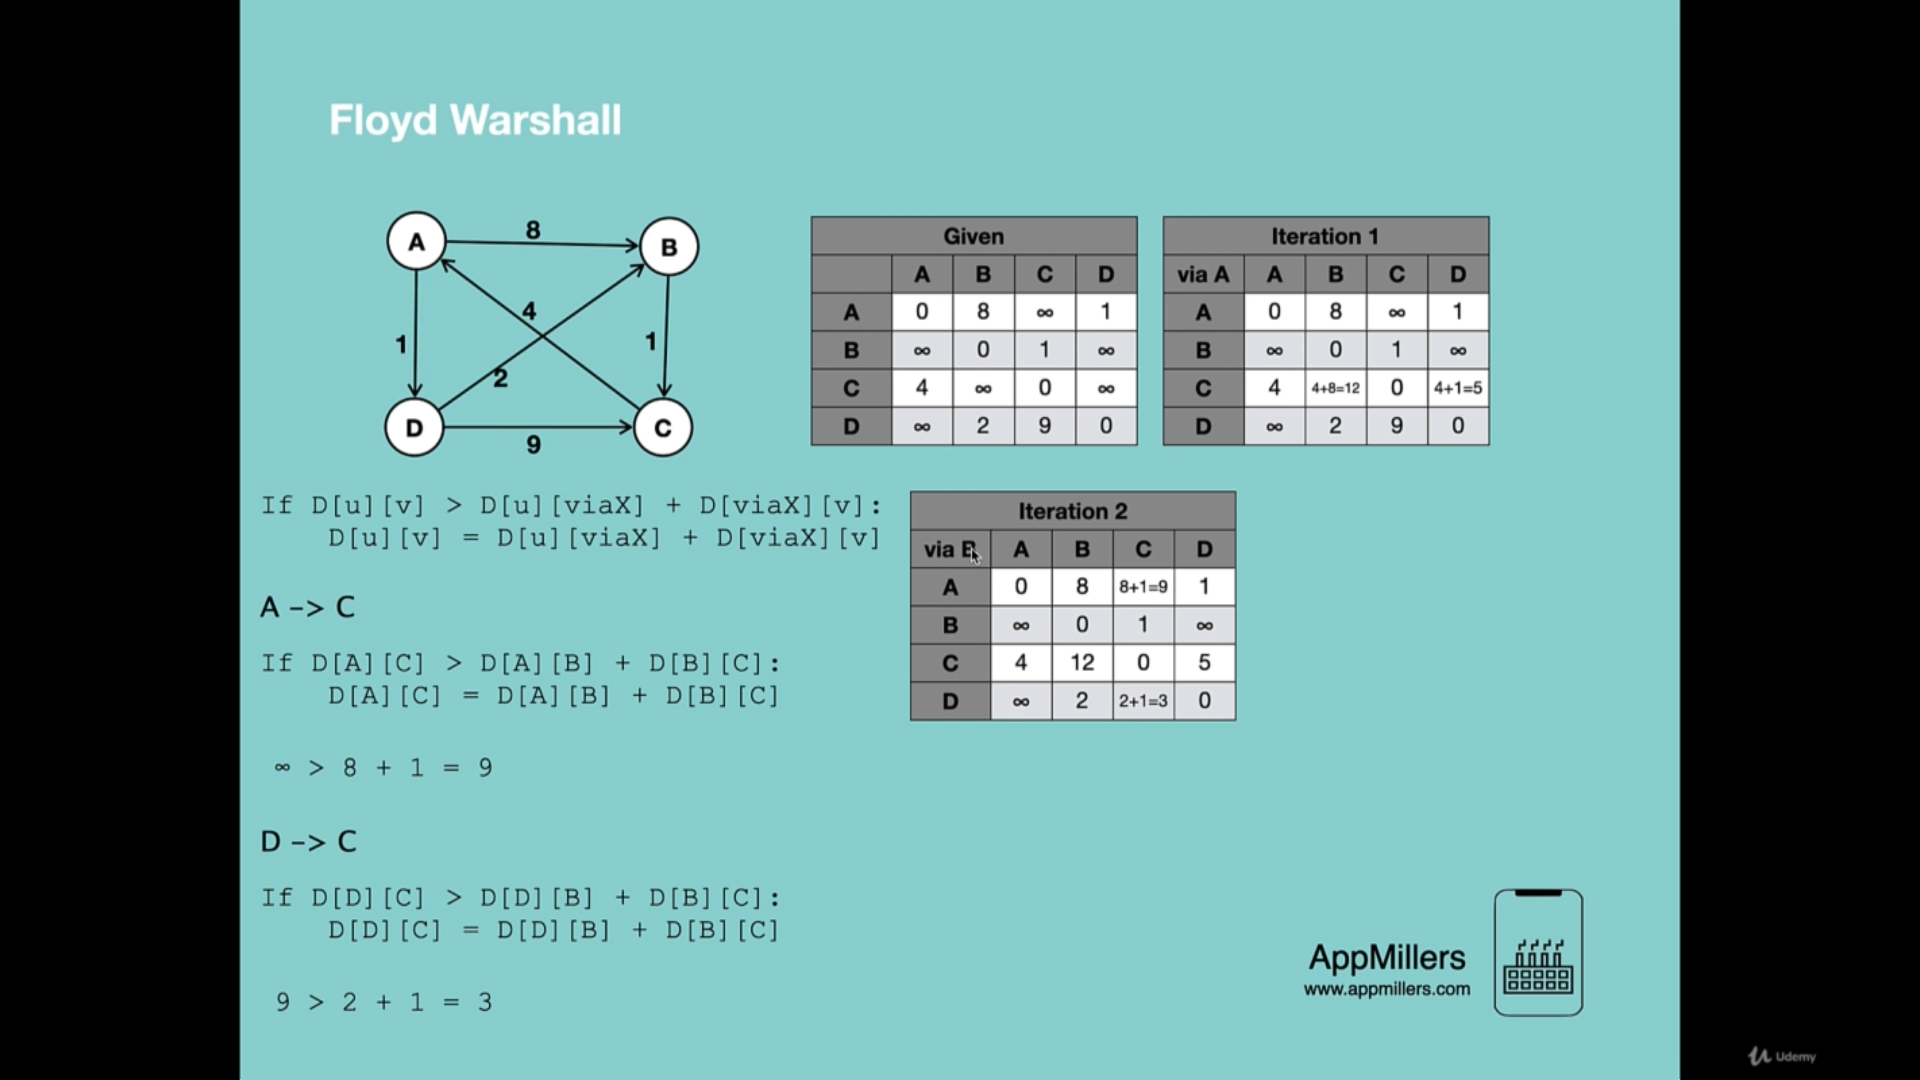 Floyd Warshall
A
8
B
4
1
1
2
D
9
C
Given
A B C D
A 0 8 ∞ 1
B ∞ 0 1 ∞
C 4 ∞ 0 ∞
D ∞ 2 9 0
Iteration 1
via A A B C D
A 0 8 ∞ 1
B ∞ 0 1 ∞
C 4 4+8=12 0 4+1=5
D ∞ 2 9 0
If D[u][v] > D[u][viaX] + D[viaX][v]:
D[u][v] = D[u][viaX] + D[viaX][v]
A -> C
If D[A][C] > D[A][B] + D[B][C]:
D[A][C] = D[A][B] + D[B][C]
∞ > 8 + 1 = 9
D -> C
If D[D][C] > D[D][B] + D[B][C]:
D[D][C] = D[D][B] + D[B][C]
9 > 2 + 1 = 3
Iteration 2
via B A B C D
A 0 8 8+1=9 1
B ∞ 0 1 ∞
C 4 12 0 5
D ∞ 2 2+1=3 0
AppMillers
www.appmillers.com
Udemy